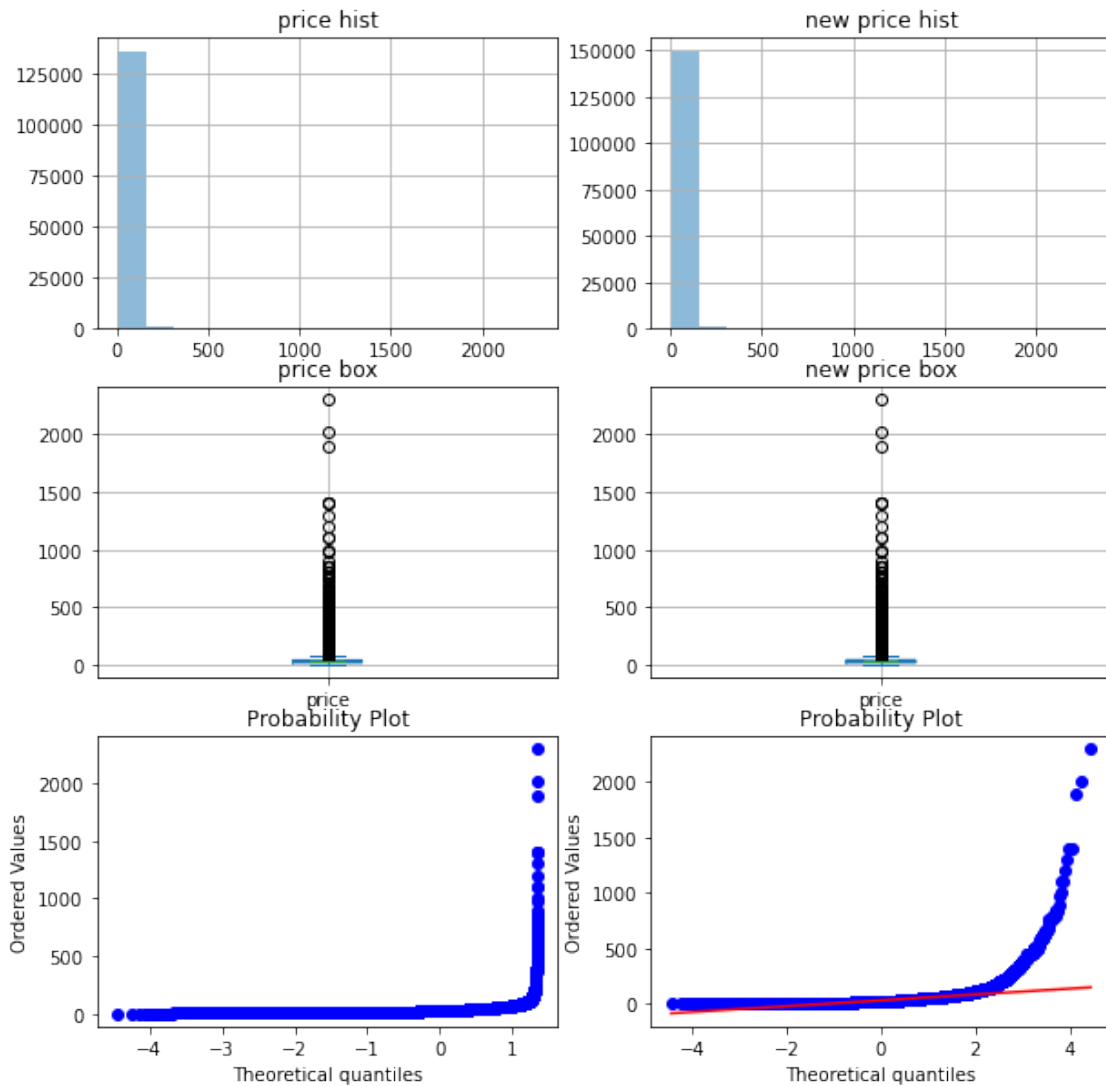 price hist
new price hist
125000
100000
75000
50000
25000
0
0 500 1000 1500 2000
150000
125000
100000
75000
50000
25000
0
0 500 1000 1500 2000
price box
new price box
2000
1500
1000
500
0
price
2000
1500
1000
500
0
price
Probability Plot
Probability Plot
Ordered Values
2000
1500
1000
500
0
−4 −3 −2 −1 0 1
Theoretical quantiles
Ordered Values
2000
1500
1000
500
0
−4 −2 0 2 4
Theoretical quantiles